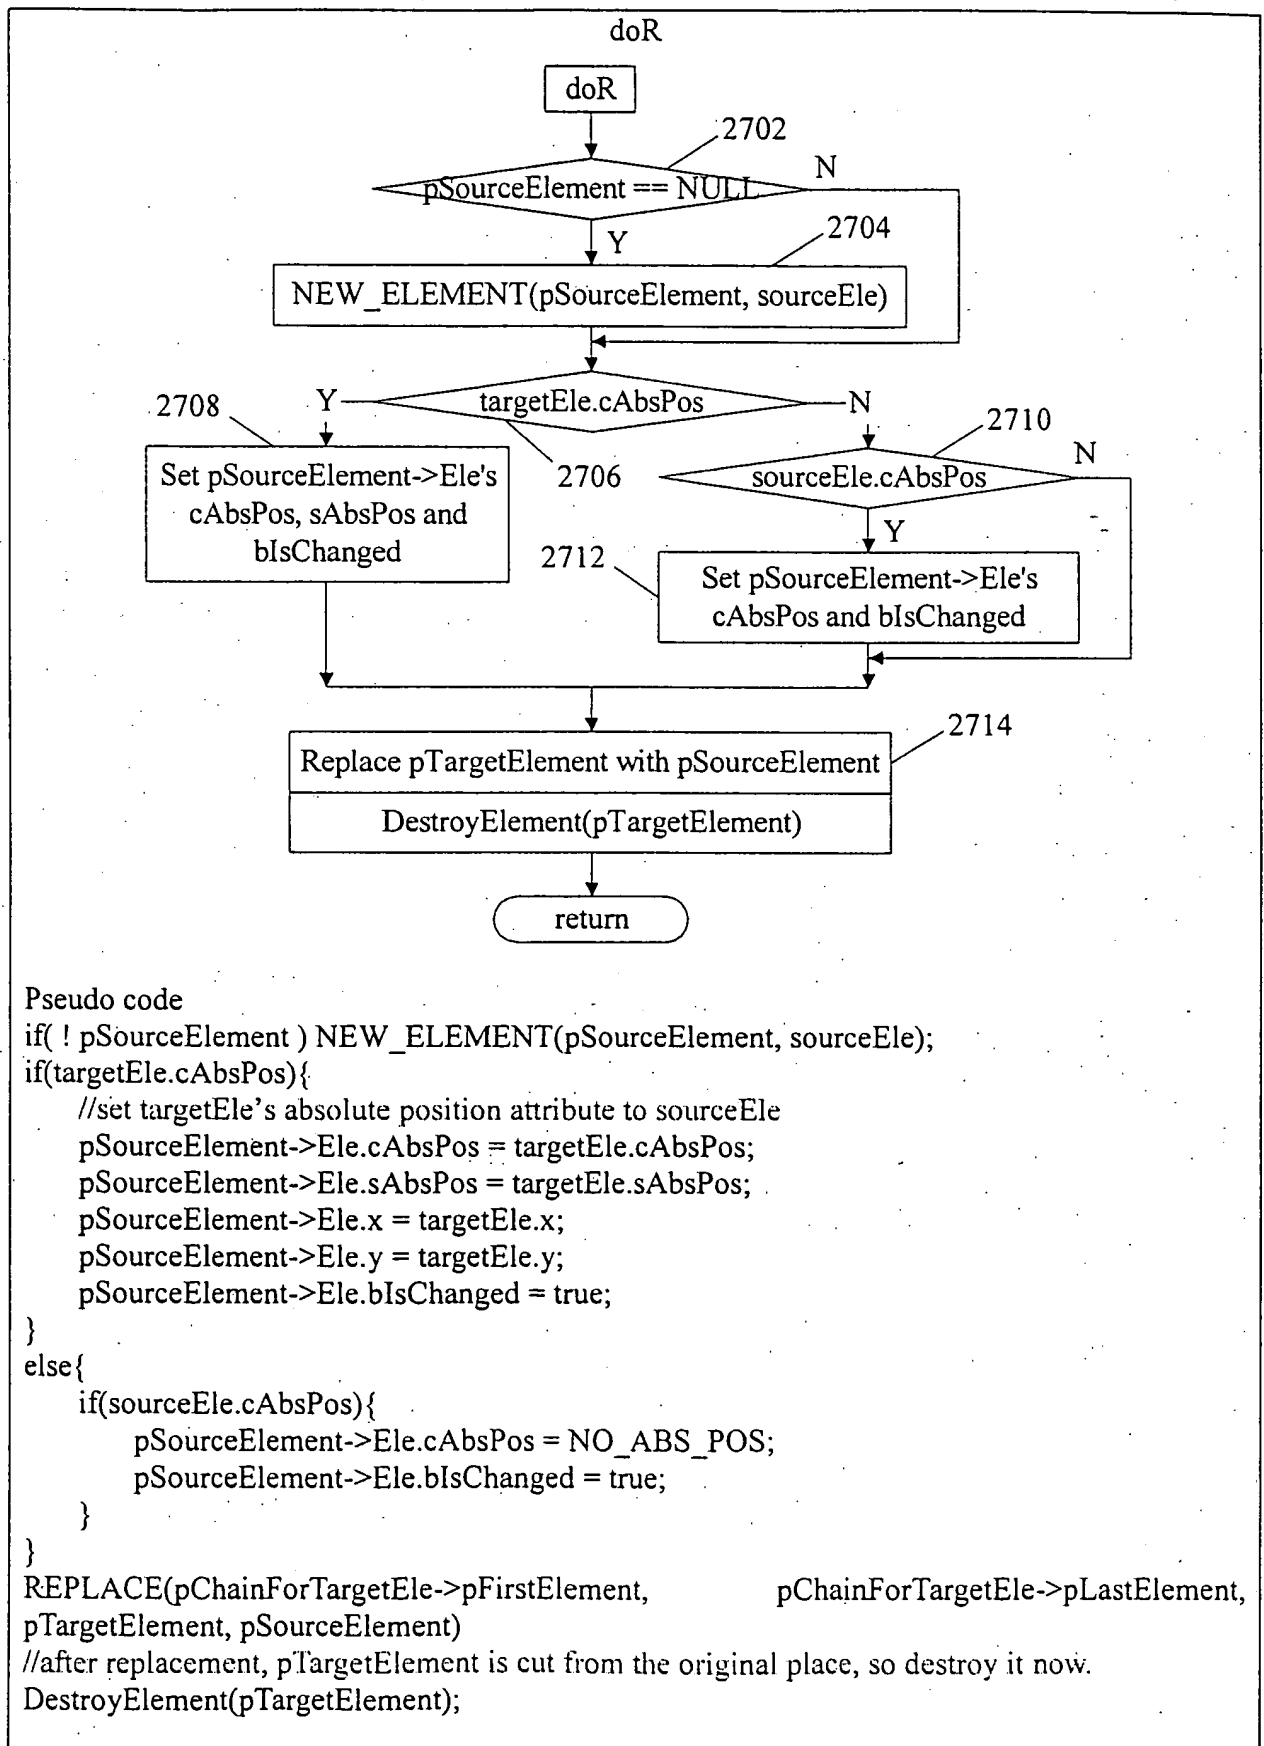 doR
doR
2702
pSourceElement == NULL
N
Y
2704
NEW_ELEMENT(pSourceElement, sourceEle)
2708
Y
targetEle.cAbsPos
N
2706
2710
sourceEle.cAbsPos
N
Set pSourceElement->Ele's
cAbsPos, sAbsPos and
bIsChanged
Y
2712
Set pSourceElement->Ele's
cAbsPos and bIsChanged
2714
Replace pTargetElement with pSourceElement
DestroyElement(pTargetElement)
return
Pseudo code
if( ! pSourceElement ) NEW_ELEMENT(pSourceElement, sourceEle);
if(targetEle.cAbsPos){
//set targetEle's absolute position attribute to sourceEle
pSourceElement->Ele.cAbsPos = targetEle.cAbsPos;
pSourceElement->Ele.sAbsPos = targetEle.sAbsPos;
pSourceElement->Ele.x = targetEle.x;
pSourceElement->Ele.y = targetEle.y;
pSourceElement->Ele.bIsChanged = true;
}
else{
if(sourceEle.cAbsPos){
pSourceElement->Ele.cAbsPos = NO_ABS_POS;
pSourceElement->Ele.bIsChanged = true;
}
}
REPLACE(pChainForTargetEle->pFirstElement, pChainForTargetEle->pLastElement,
pTargetElement, pSourceElement)
//after replacement, pTargetElement is cut from the original place, so destroy it now.
DestroyElement(pTargetElement);